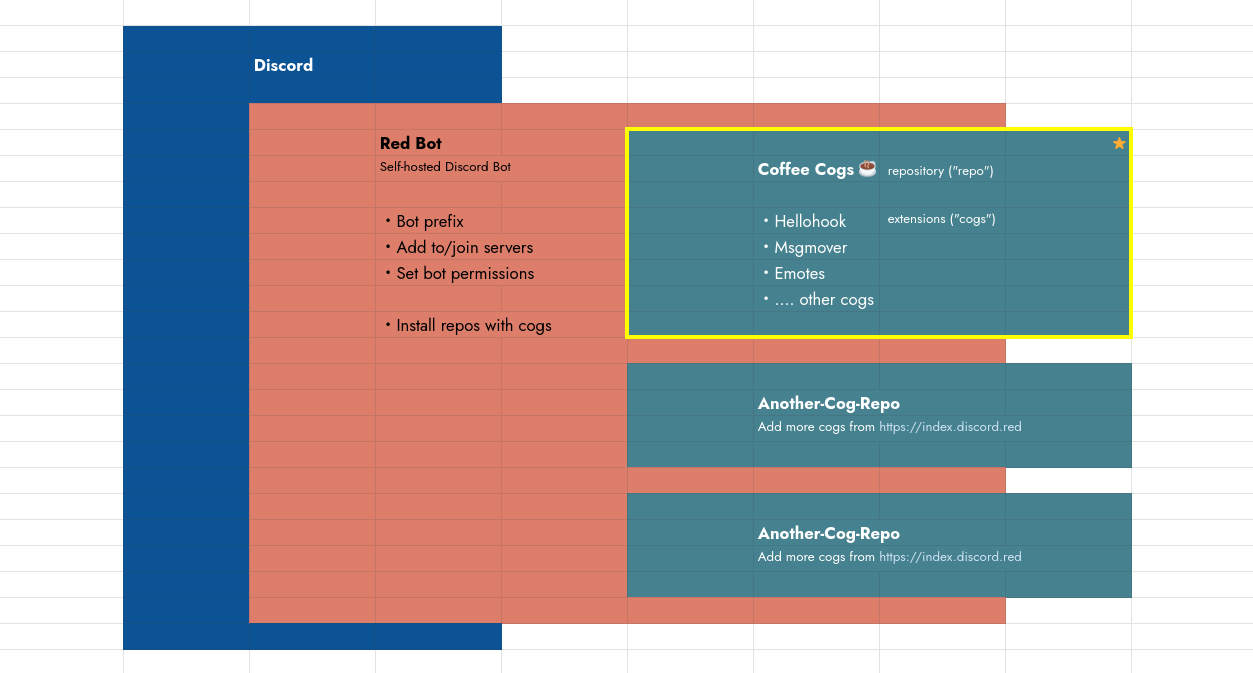 Discord
Red Bot
Self-hosted Discord Bot
・Bot prefix
・Add to/join servers
・Set bot permissions
・Install repos with cogs
Coffee Cogs ☕ repository ("repo")
・Hellohook extensions ("cogs")
・Msgmover
・Emotes
・.... other cogs
Another-Cog-Repo
Add more cogs from https://index.discord.red
Another-Cog-Repo
Add more cogs from https://index.discord.red